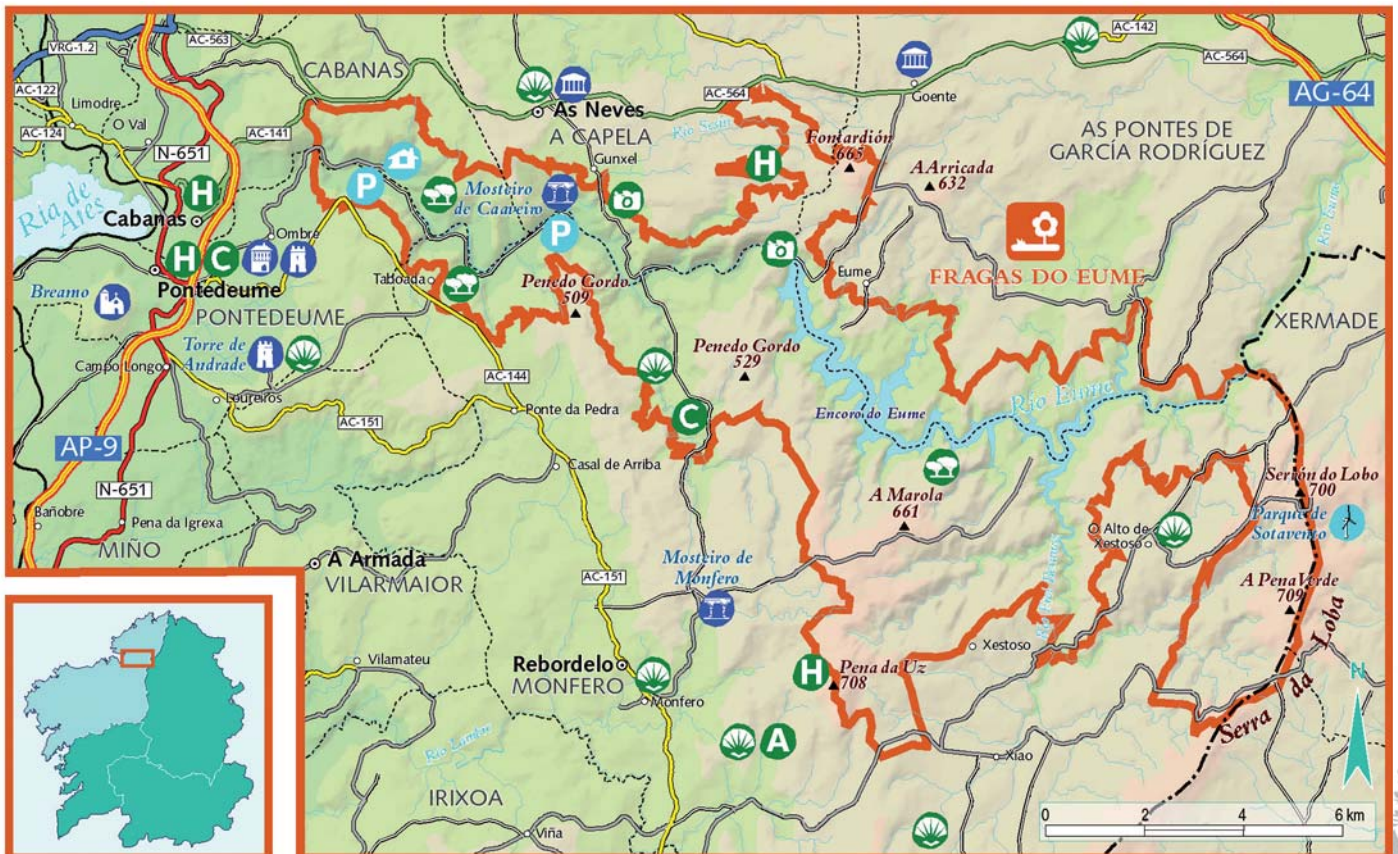 VRG-1.2
AC-563
CABANAS
AC-142
AC-564
AC-564
AC-564
AG-64
AC-122
Limodre
O Val
AC-124
AC-141
N-651
As Neves
A CAPELA
Gunxel
Goente
Río Sesín
Fontardión
665
A Arricada
632
AS PONTES DE
GARCÍA RODRÍGUEZ
H
P
H
Ría de
Ares
Cabanas
Mosteiro
de Caaveiro
P
Río Eume
Ombre
H
C
FRAGAS DO EUME
Taboada
Eume
Breamo
Pontedeume
PONTEDEUME
Penedo Gordo
509
XERMADE
Torre de
Andrade
Campo Longo
Penedo Gordo
529
Loureiros
AC-144
Río Eume
AC-151
Ponte da Pedra
C
Encoro do Eume
AP-9
Casal de Arriba
N-651
Serrón do Lobo
700
Bañobre
Pena da Igrexa
A Marola
661
Parque de
Sotavento
Alto de
Xestoso
MIÑO
A Armada
VILARMAIOR
Mosteiro de
Monfero
AC-151
A Pena Verde
709
Vilamateu
Rebordelo
MONFERO
Xestoso
H
Pena da Uz
708
Monfero
Serra da Loba
N
A
Xiao
Río Lambre
IRIXOA
Viña
0
2
4
6 km